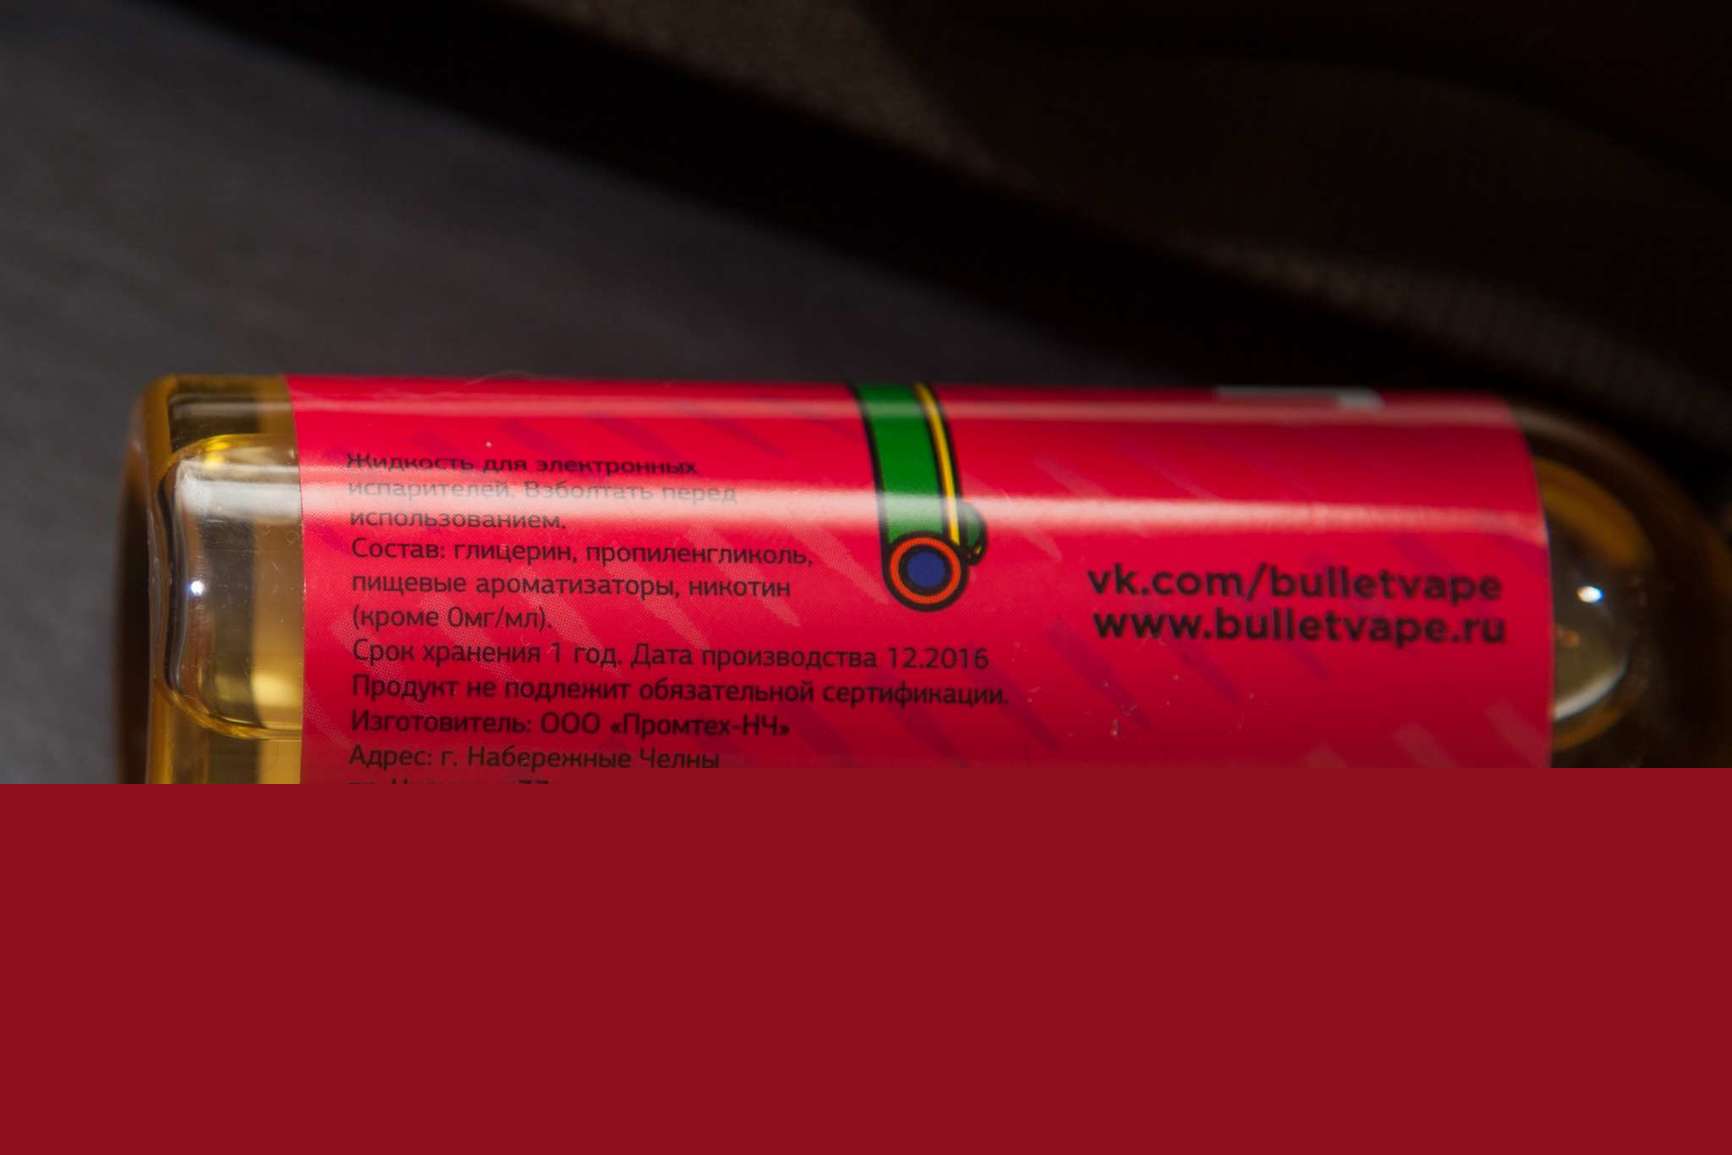 Жидкость для электронных
испарителей. Взболтать перед
использованием.
Состав: глицерин, пропиленгликоль,
пищевые ароматизаторы, никотин
(кроме 0мг/мл).
Срок хранения 1 год. Дата производства 12.2016
Продукт не подлежит обязательной сертификации.
Изготовитель: ООО «Промтех-НЧ»
Адрес: г. Набережные Челны
vk.com/bulletvape
www.bulletvape.ru